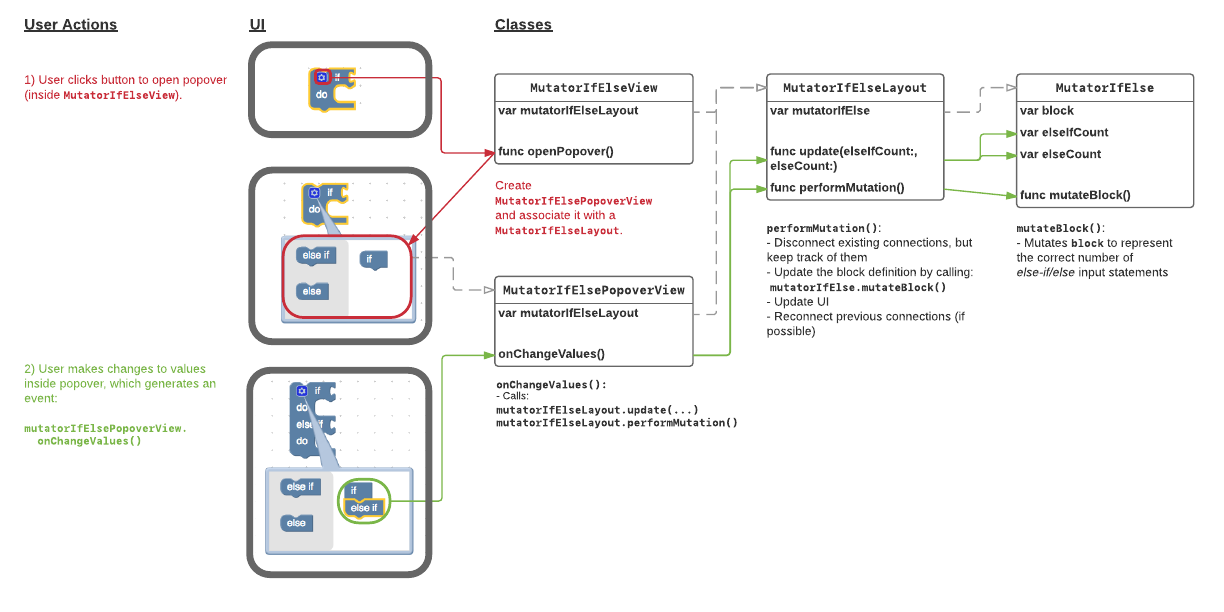 User Actions
UI
Classes
1) User clicks button to open popover
(inside MutatorIfElseView).
if
do
MutatorIfElseView
var mutatorIfElseLayout
func openPopover()
MutatorIfElseLayout
var mutatorIfElse
func update(elseIfCount:,
elseCount:)
func performMutation()
MutatorIfElse
var block
var elseIfCount
var elseCount
func mutateBlock()
Create
MutatorIfElsePopoverView
and associate it with a
MutatorIfElseLayout.
if
do
else if
if
else
MutatorIfElsePopoverView
var mutatorIfElseLayout
onChangeValues()
performMutation():
- Disconnect existing connections, but
keep track of them
- Update the block definition by calling:
mutatorIfElse.mutateBlock()
- Update UI
- Reconnect previous connections (if
possible)
mutateBlock():
- Mutates block to represent
the correct number of
else-if/else input statements
2) User makes changes to values
inside popover, which generates an
event:
mutatorIfElsePopoverView.
onChangeValues()
if
do
else if
do
else if
if
else if
else
onChangeValues():
- Calls:
mutatorIfElseLayout.update(...)
mutatorIfElseLayout.performMutation()